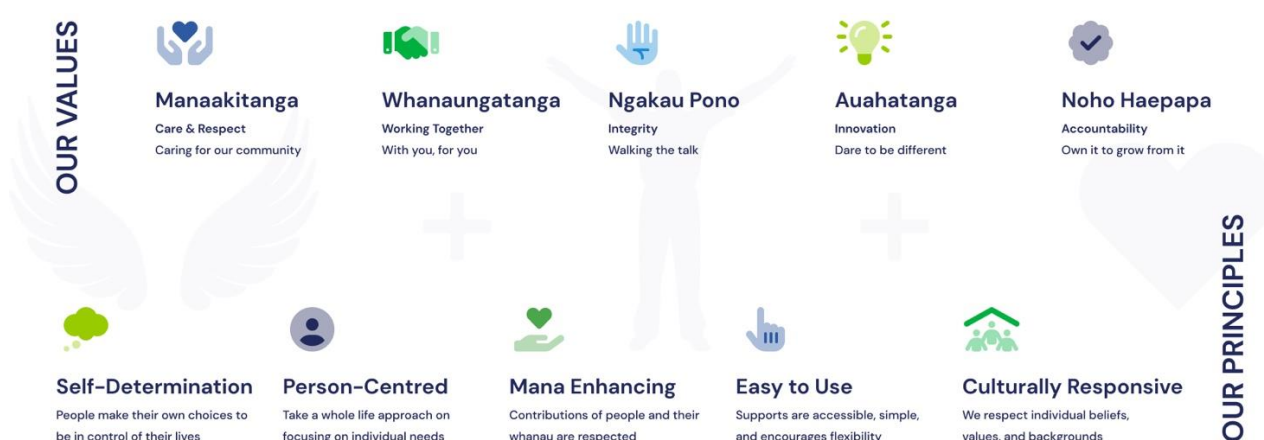 OUR VALUES
Manaakitanga
Care & Respect
Caring for our community
Whanaungatanga
Working Together
With you, for you
Ngakau Pono
Integrity
Walking the talk
Auahatanga
Innovation
Dare to be different
Noho Haepapa
Accountability
Own it to grow from it
OUR PRINCIPLES
Self-Determination
People make their own choices to
be in control of their lives
Person-Centred
Take a whole life approach on
focusing on individual needs
Mana Enhancing
Contributions of people and their
whanau are respected
Easy to Use
Supports are accessible, simple,
and encourages flexibility
Culturally Responsive
We respect individual beliefs,
values, and backgrounds